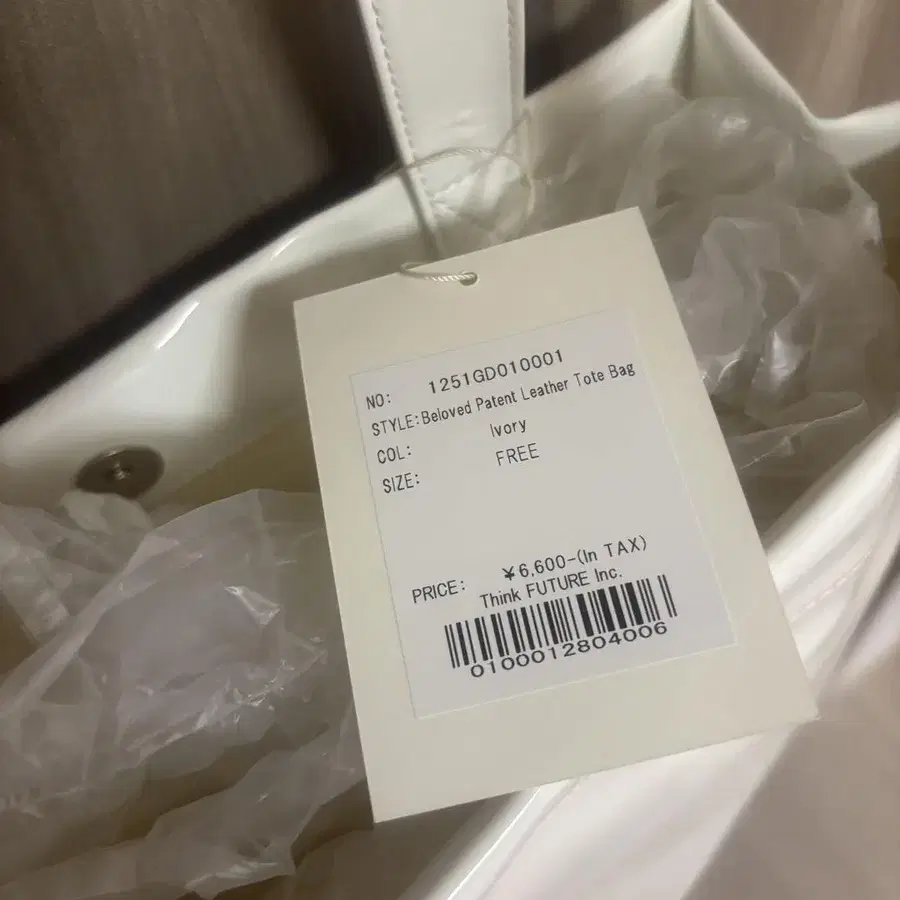 NO: 1251GD010001
STYLE:Beloved Patent Leather Tote Bag
COL: Ivory
SIZE: FREE
PRICE: ¥6,600-(In TAX)
Think FUTURE Inc.
0100012804006